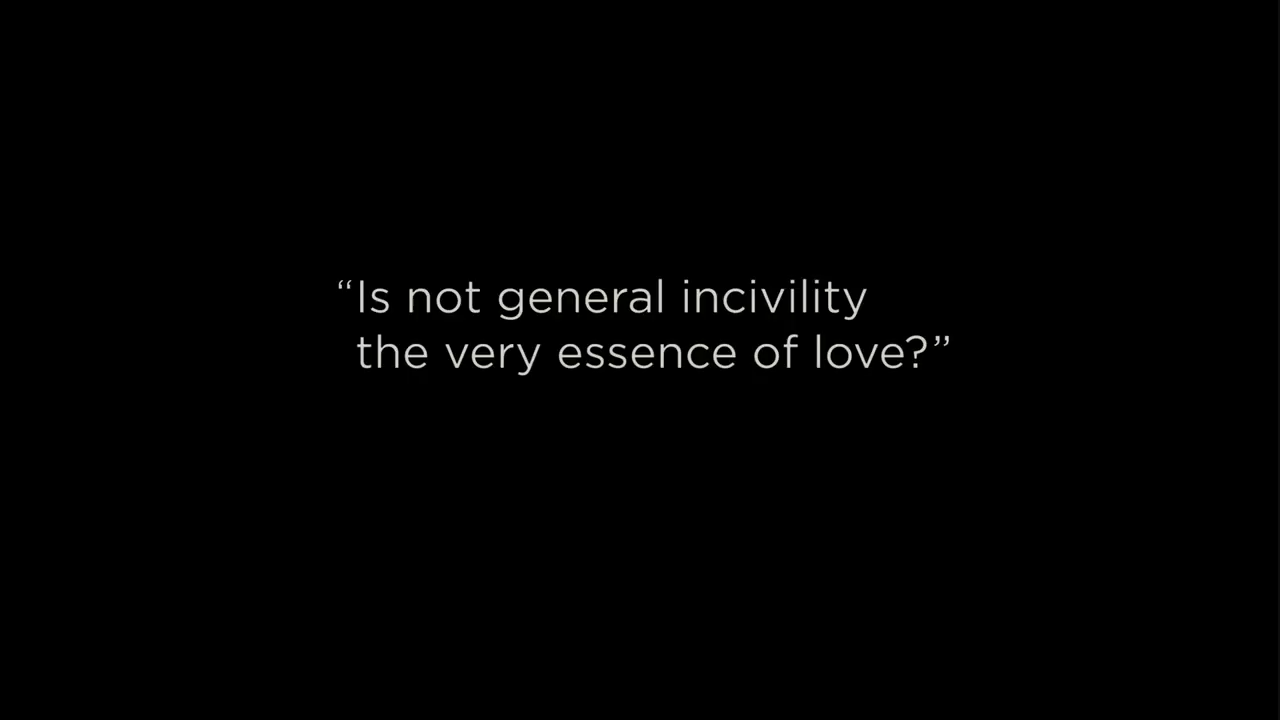 “Is not general incivility
the very essence of love?”